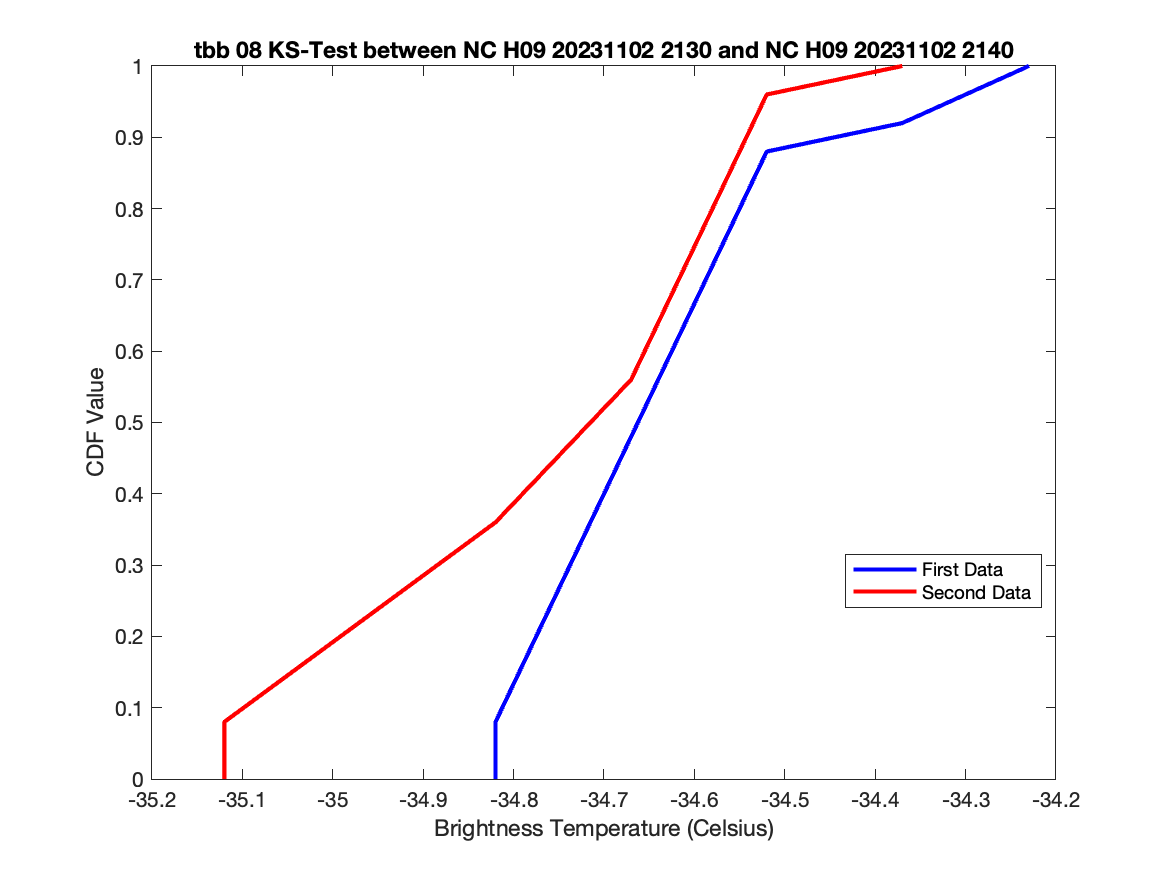 tbb 08 KS-Test between NC H09 20231102 2130 and NC H09 20231102 2140
1
0.9
0.8
0.7
0.6
0.5
0.4
0.3
0.2
0.1
0
CDF Value
First Data
Second Data
-35.2 -35.1 -35 -34.9 -34.8 -34.7 -34.6 -34.5 -34.4 -34.3 -34.2
Brightness Temperature (Celsius)